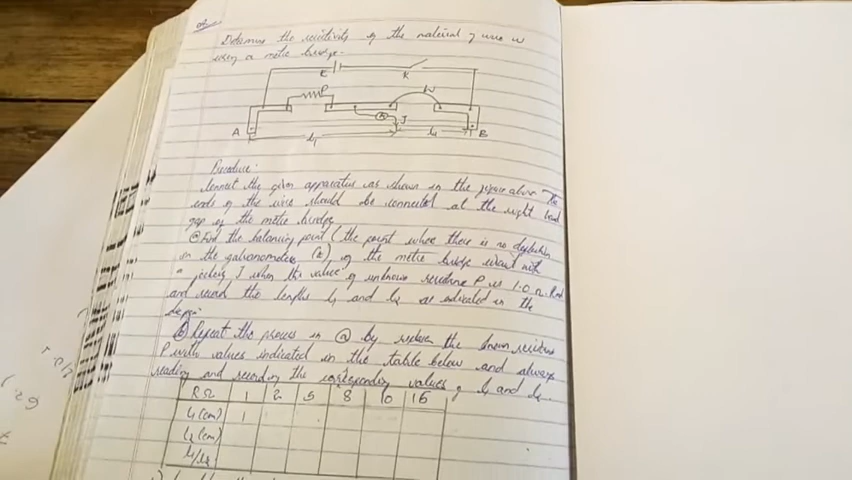 Q2.
Determine the resistivity of the material of wire W
using a metre bridge.
E K
P W
G J
A l₁ l₂ B
Procedure:
Connect the given apparatus as shown in the figure above. The
ends of the wire should be connected at the right hand
gap of the metre bridge
@ Find the balancing point (the point where there is no deflection
in the galvanometer of the metre bridge with
a jockey J when the value of unknown resistance P is 1.0 Ω. Read
and record the lengths l₁ and l₂ as indicated in the
ⓑ Repeat the process in ⓐ by the known resistance
P with values indicated in the table below and always
reading and recording the corresponding values of l₁ and l₂.
RΩ 1 2 5 8 10 15
l₁(cm) 1
l₂(cm)
l₁/l₂